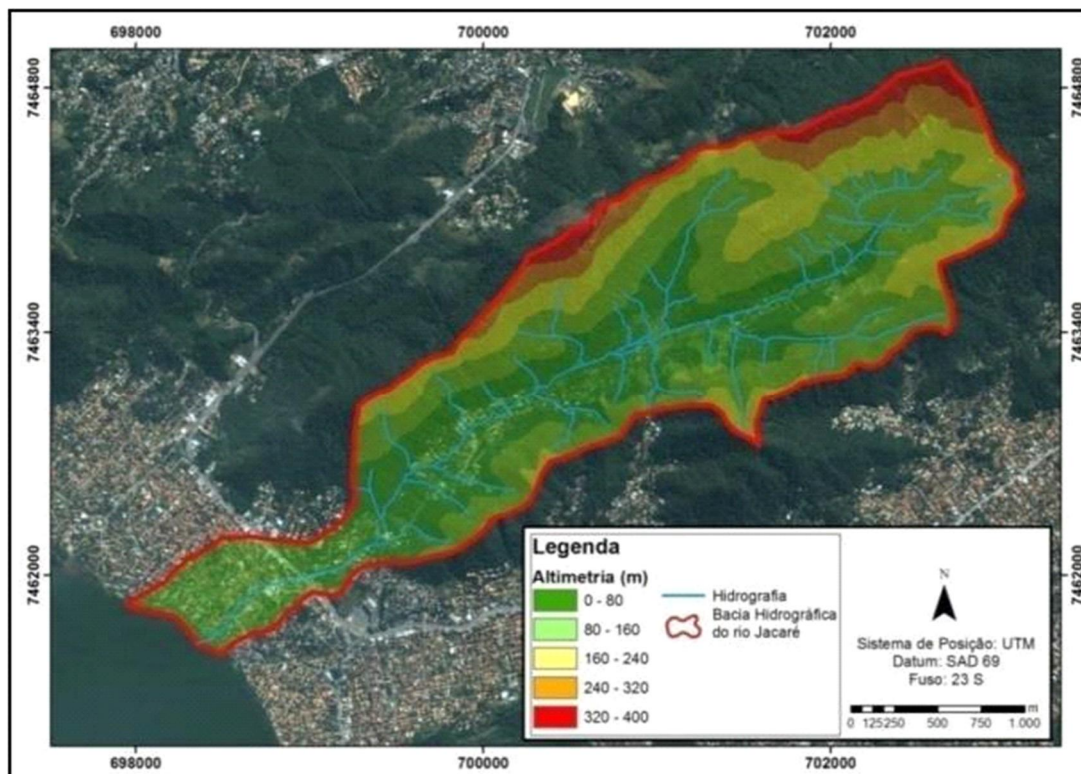 698000 700000 702000
7464800 7464800
7463400 7463400
7462000 7462000
Legenda
Altimetria (m)
0 - 80
80 - 160
160 - 240
240 - 320
320 - 400
Hidrografia
Bacia Hidrográfica
do rio Jacaré
N
Sistema de Posição: UTM
Datum: SAD 69
Fuso: 23 S
m
0 125250 500 750 1.000
698000 700000 702000